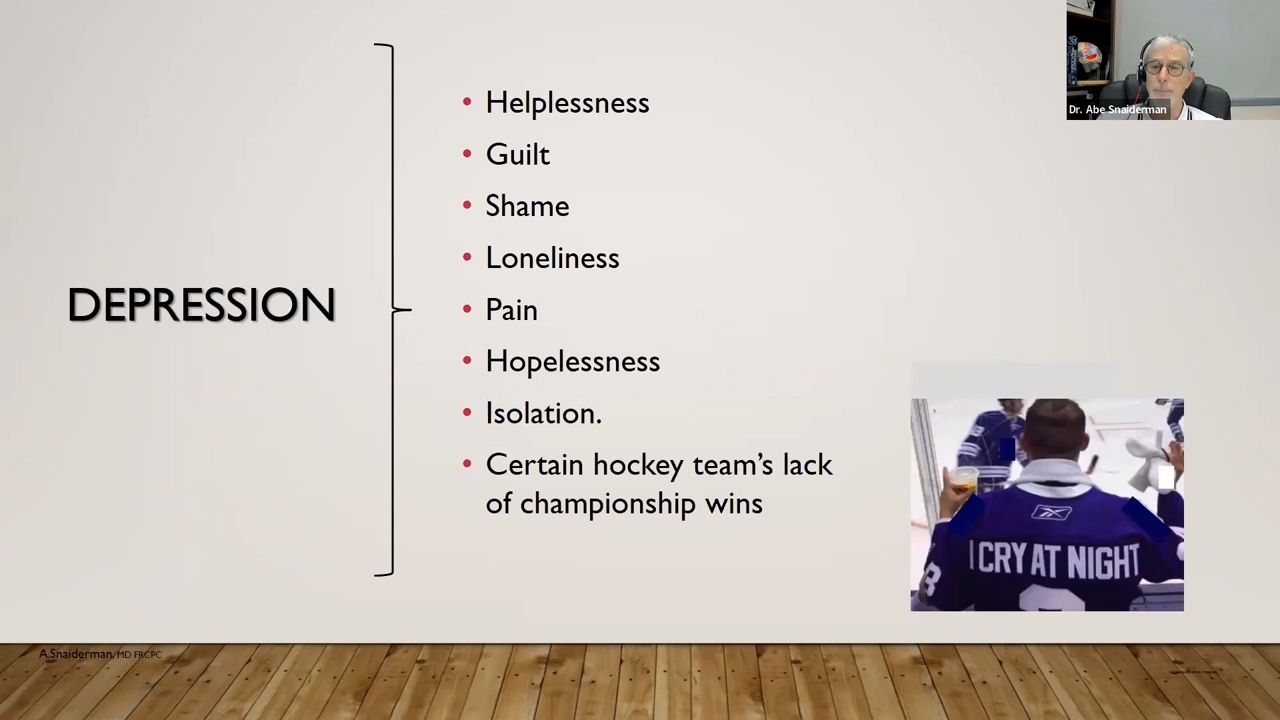 Dr. Abe Snaiderman
Helplessness
Guilt
Shame
Loneliness
DEPRESSION
Pain
Hopelessness
Isolation.
Certain hockey team's lack
of championship wins
I CRY AT NIGHT
A.Snaiderman, MD FRCPC